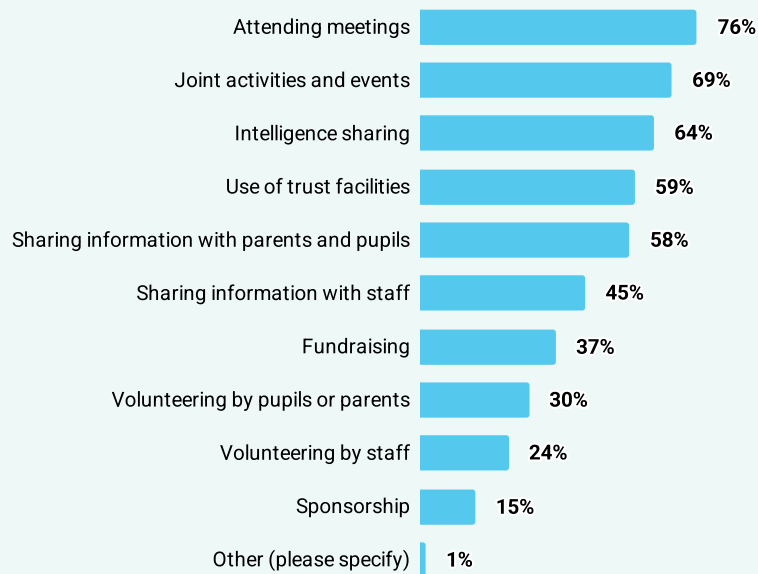 Attending meetings 76%
Joint activities and events 69%
Intelligence sharing 64%
Use of trust facilities 59%
Sharing information with parents and pupils 58%
Sharing information with staff 45%
Fundraising 37%
Volunteering by pupils or parents 30%
Volunteering by staff 24%
Sponsorship 15%
Other (please specify) 1%